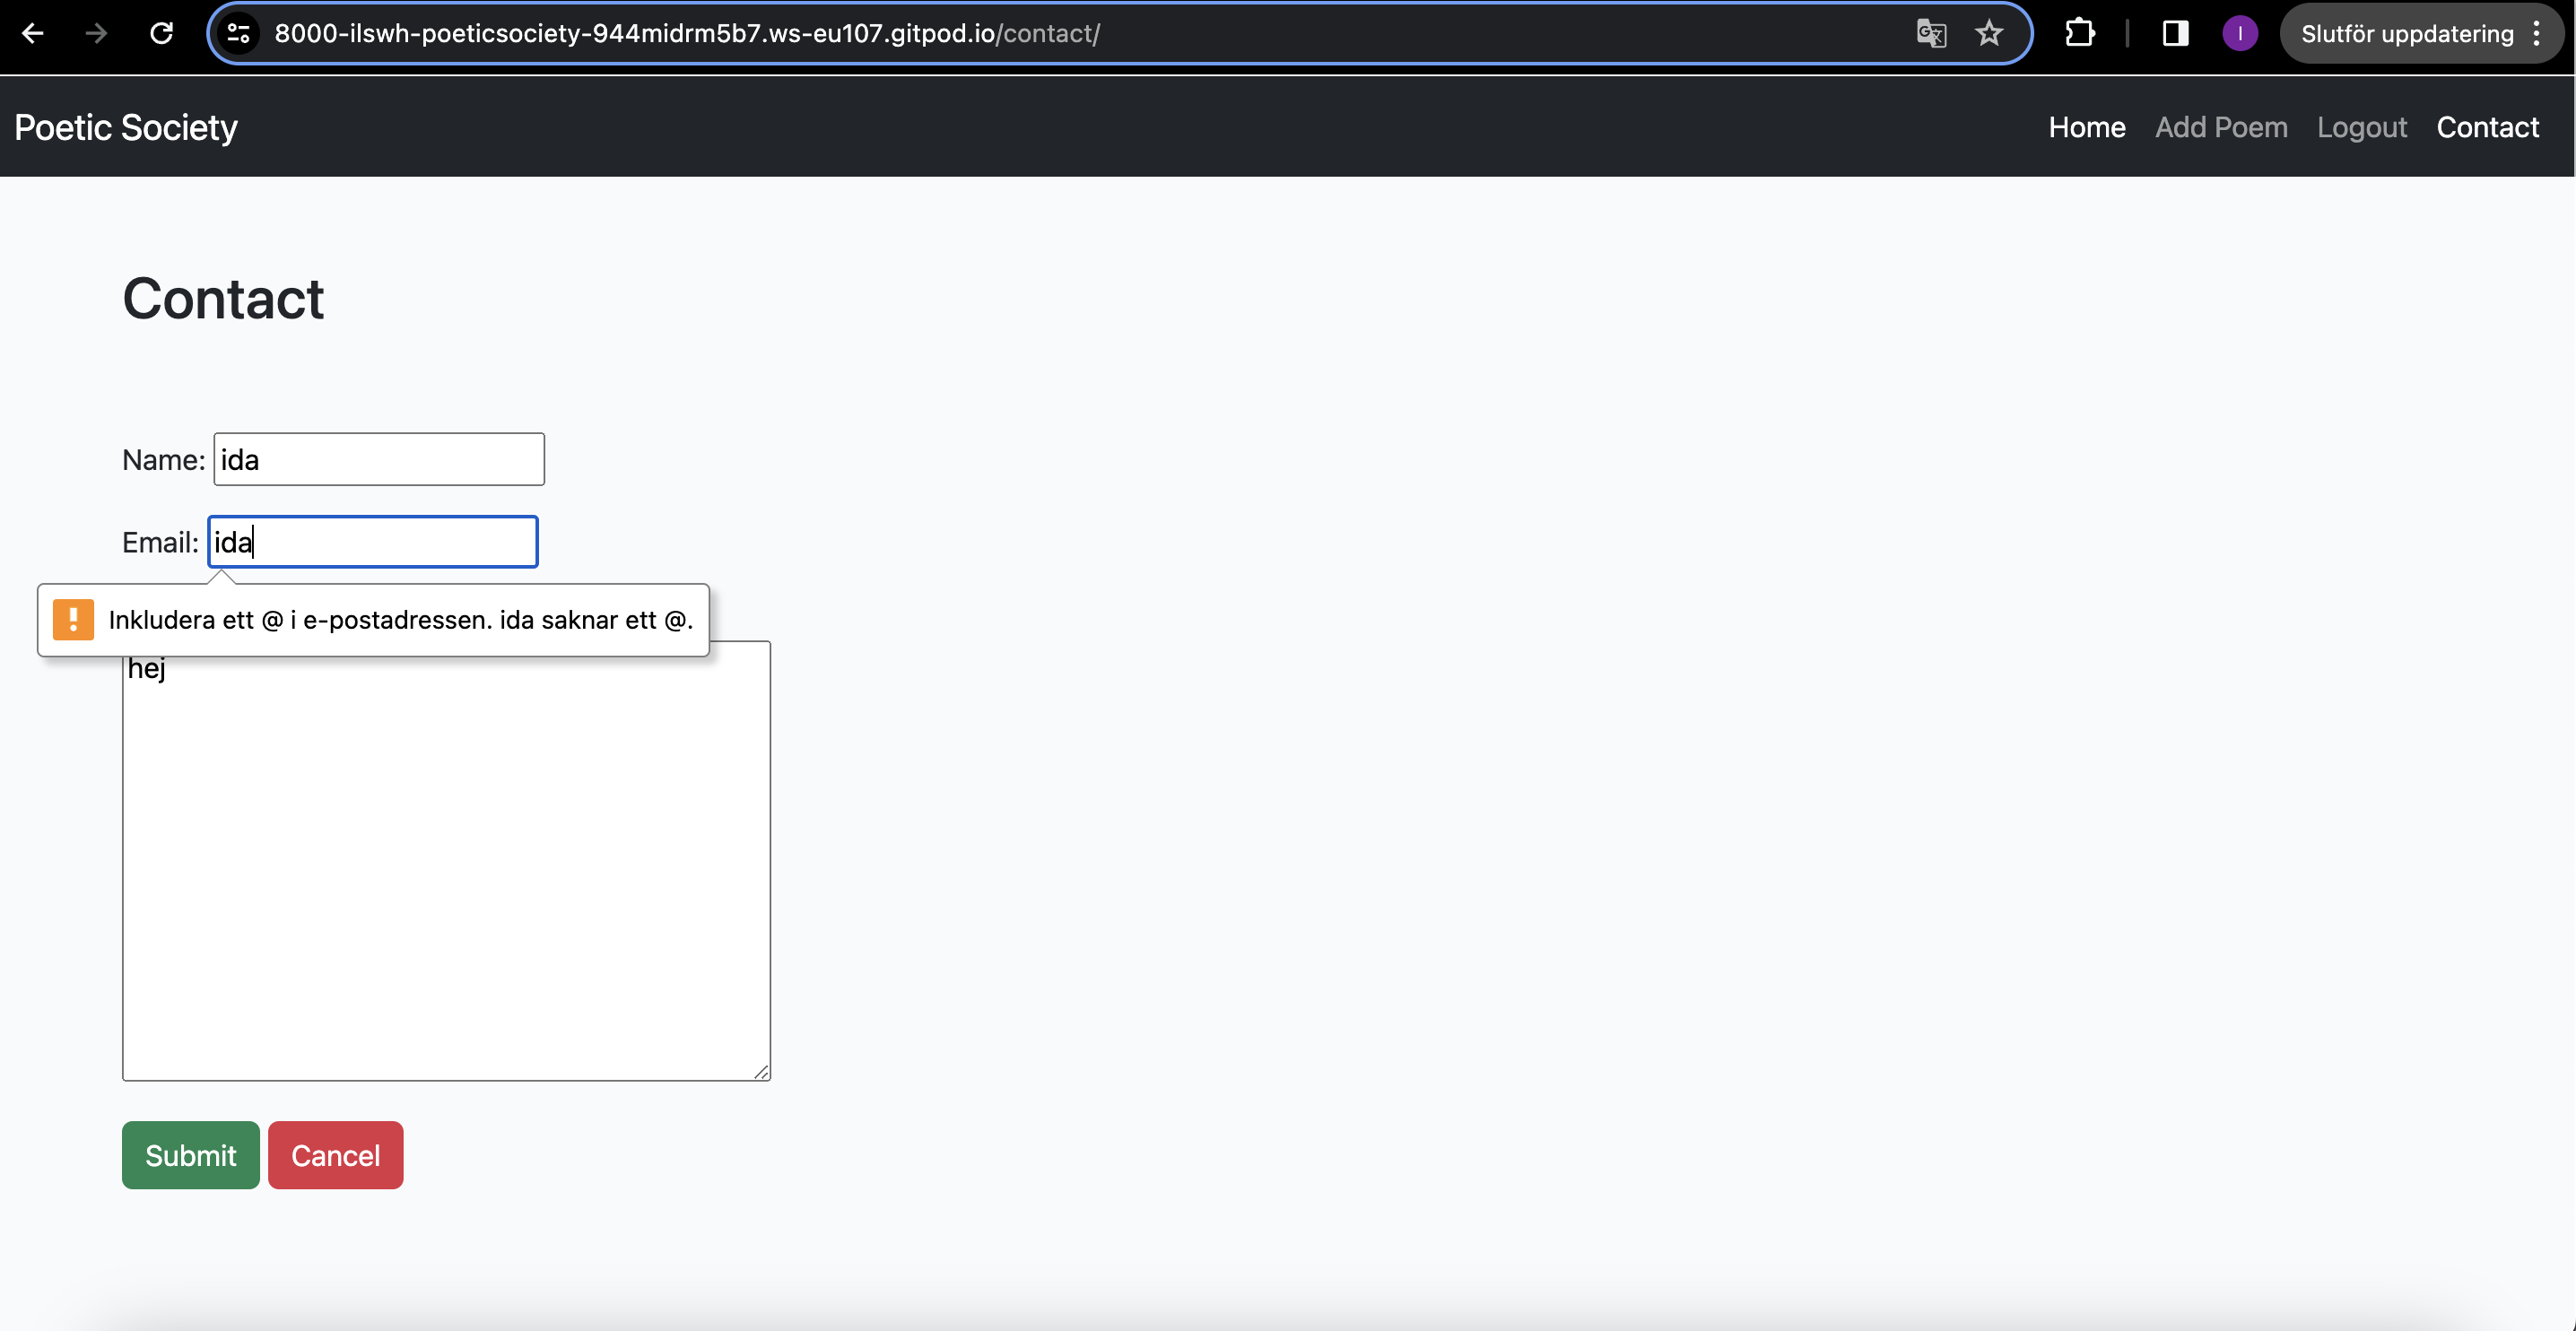 8000-ilswh-poeticsociety-944midrm5b7.ws-eu107.gitpod.io/contact/
I
Slutför uppdatering
Poetic Society
Home Add Poem Logout Contact
Contact
Name: ida
Email: ida
! Inkludera ett @ i e-postadressen. ida saknar ett @.
hej
Submit Cancel